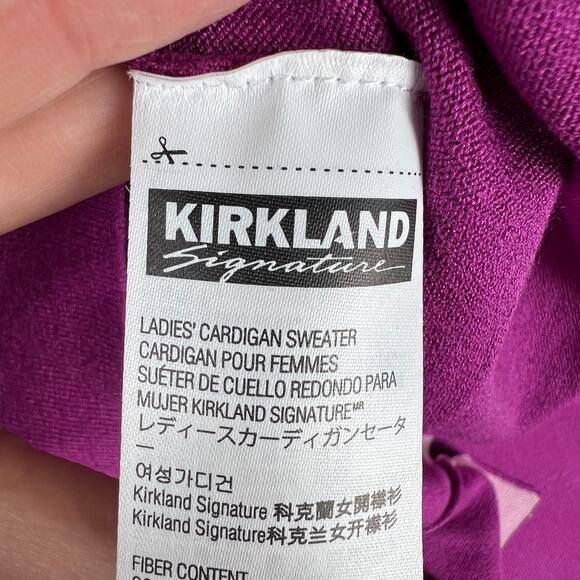 KIRKLAND
Signature
LADIES' CARDIGAN SWEATER
CARDIGAN POUR FEMMES
SUÉTER DE CUELLO REDONDO PARA
MUJER KIRKLAND SIGNATUREᴹᴿ
レディースカーディガンセータ
ー
여성가디건
Kirkland Signature 科克蘭女開襟衫
Kirkland Signature科克兰女开襟衫
FIBER CONTENT